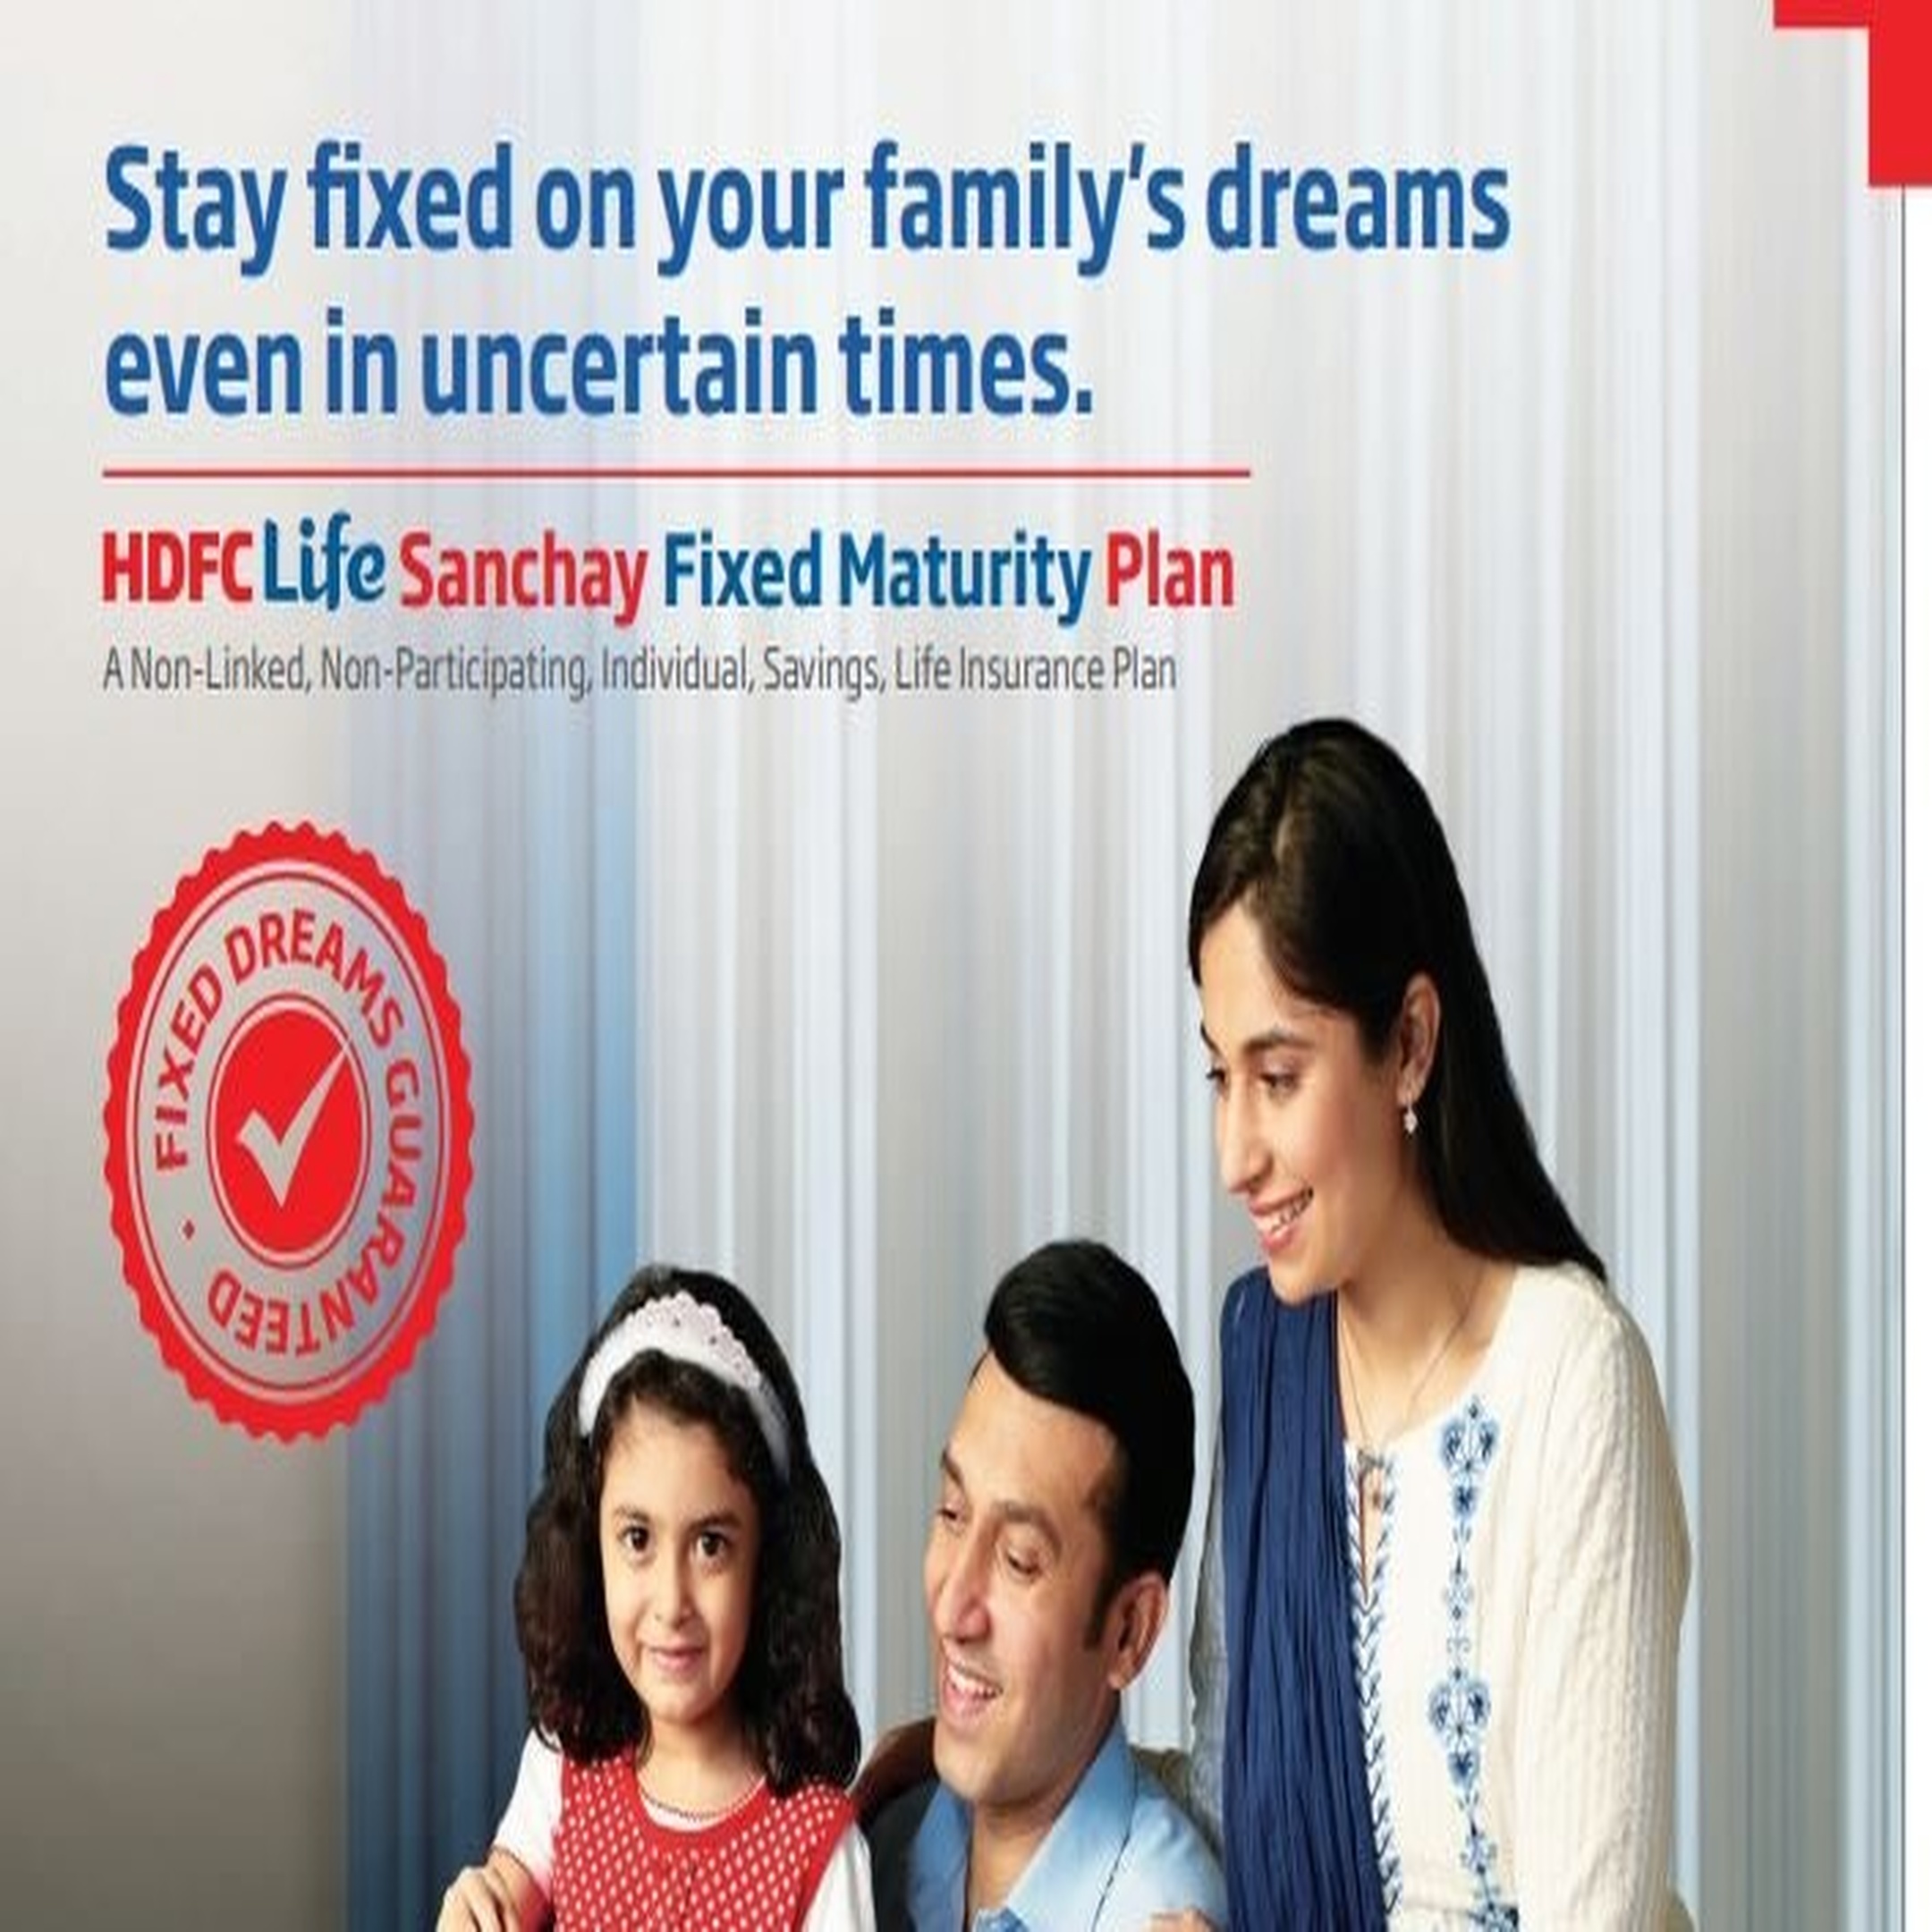 Stay fixed on your family's dreams
even in uncertain times.
HDFC Life Sanchay Fixed Maturity Plan
A Non-Linked, Non-Participating, Individual, Savings, Life Insurance Plan
FIXED DREAMS GUARANTEED